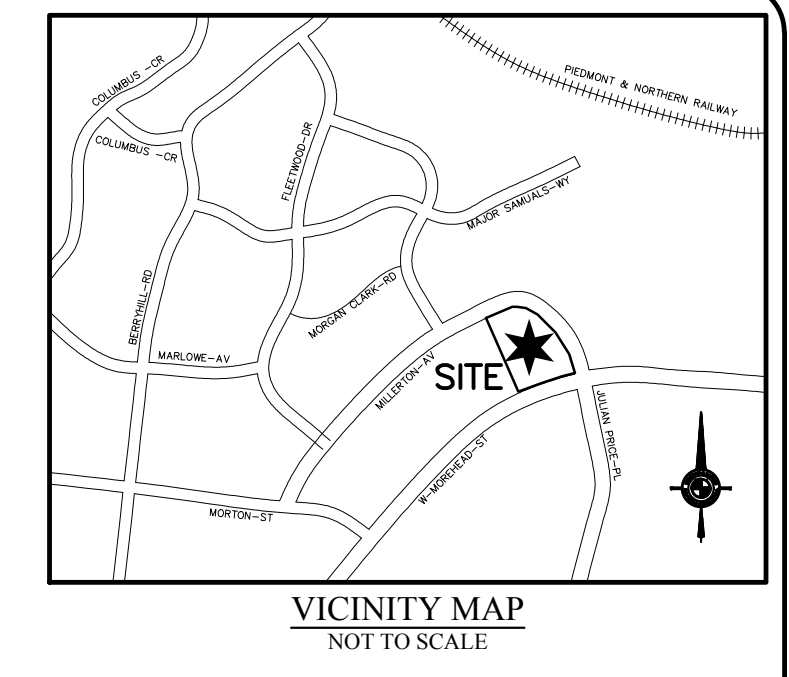 COLUMBUS -CR
PIEDMONT & NORTHERN RAILWAY
COLUMBUS -CR
FLEETWOOD-DR
MAJOR SAMUALS-WY
BERRYHILL-RD
MORGAN CLARK-RD
MARLOWE-AV
MILLERTON-AV
SITE
JULIAN PRICE-PL
W-MOREHEAD-ST
MORTON-ST
VICINITY MAP
NOT TO SCALE